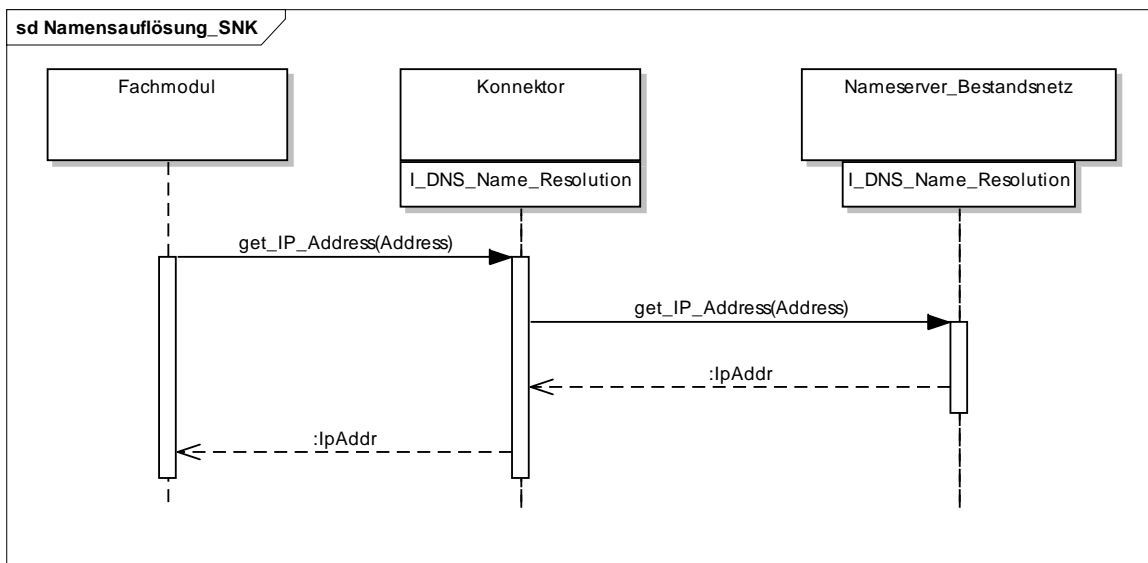 sd Namensauflösung_SNK
Fachmodul
Konnektor
Nameserver_Bestandsnetz
I_DNS_Name_Resolution
I_DNS_Name_Resolution
get_IP_Address(Address)
get_IP_Address(Address)
:IpAddr
:IpAddr